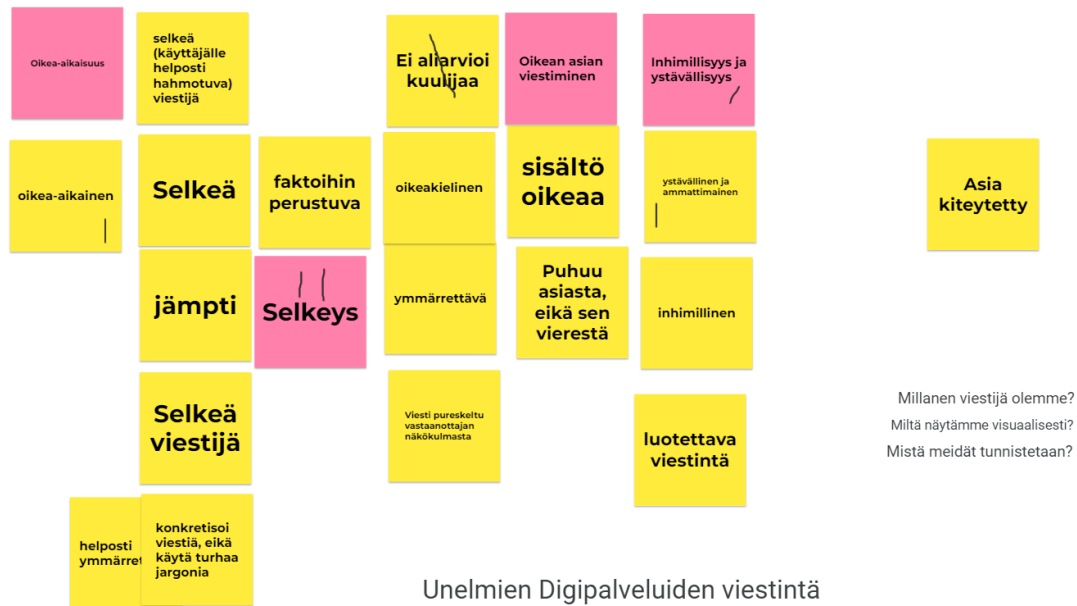 Oikea-aikaisuus
selkeä
(käyttäjälle
helposti
hahmotuva)
viestijä
Ei aliarvioi
kuulijaa
Oikean asian
viestiminen
Inhimillisyys ja
ystävällisyys
oikea-aikainen
Selkeä
faktoihin
perustuva
oikeakielinen
sisältö
oikeaa
ystävällinen ja
ammattimainen
Asia
kiteytetty
jämpti
Selkeys
ymmärrettävä
Puhuu
asiasta,
eikä sen
vierestä
inhimillinen
Selkeä
viestijä
Viesti pureskeltu
vastaanottajan
näkökulmasta
luotettava
viestintä
Millanen viestijä olemme?
Miltä näytämme visuaalisesti?
Mistä meidät tunnistetaan?
helposti
ymmärret
konkretisoi
viestiä, eikä
käytä turhaa
jargonia
Unelmien Digipalveluiden viestintä